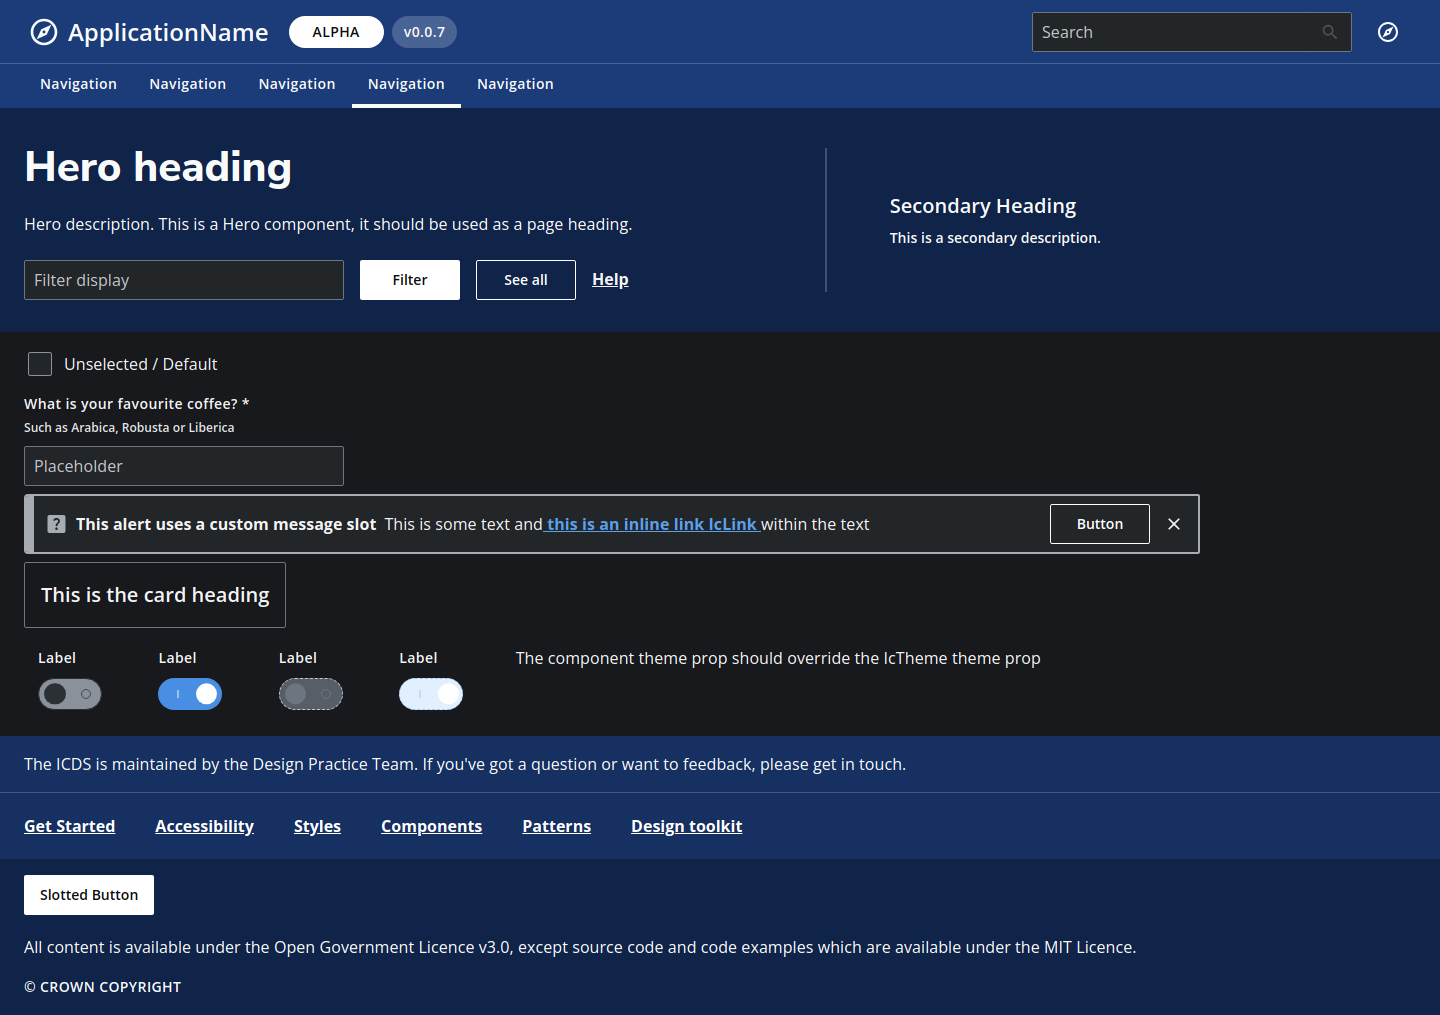 ApplicationName ALPHA v0.0.7 Search
Navigation Navigation Navigation Navigation Navigation
Hero heading
Hero description. This is a Hero component, it should be used as a page heading.
Filter display Filter See all Help
Secondary Heading
This is a secondary description.
Unselected / Default
What is your favourite coffee? *
Such as Arabica, Robusta or Liberica
Placeholder
This alert uses a custom message slot This is some text and this is an inline link IcLink within the text Button
This is the card heading
Label Label Label Label The component theme prop should override the IcTheme theme prop
The ICDS is maintained by the Design Practice Team. If you've got a question or want to feedback, please get in touch.
Get Started Accessibility Styles Components Patterns Design toolkit
Slotted Button
All content is available under the Open Government Licence v3.0, except source code and code examples which are available under the MIT Licence.
© CROWN COPYRIGHT